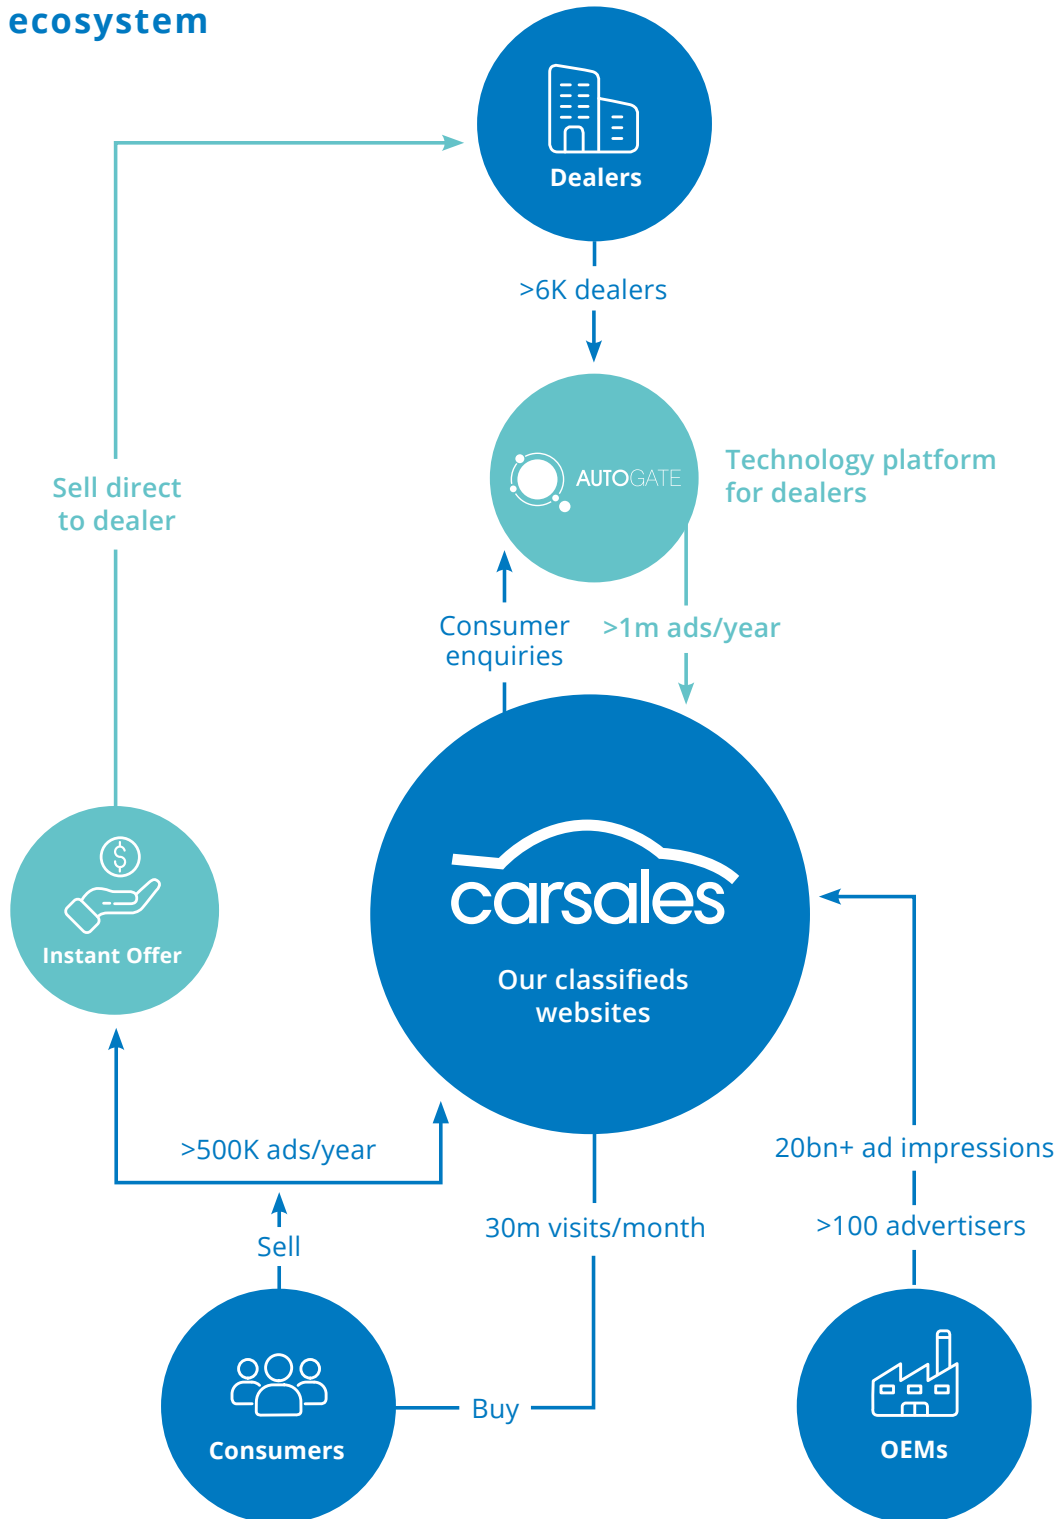 ecosystem
Dealers
>6K dealers
AUTOGATE
Technology platform
for dealers
Sell direct
to dealer
Consumer
enquiries
>1m ads/year
$
Instant Offer
carsales
Our classifieds
websites
>500K ads/year
20bn+ ad impressions
30m visits/month
>100 advertisers
Sell
Buy
Consumers
OEMs